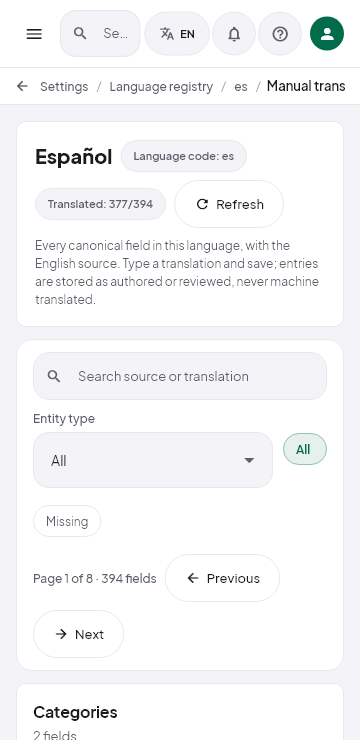 Se...
EN
Settings / Language registry / es / Manual trans
Español
Language code: es
Translated: 377/394
Refresh
Every canonical field in this language, with the
English source. Type a translation and save; entries
are stored as authored or reviewed, never machine
translated.
Search source or translation
Entity type
All
All
Missing
Page 1 of 8 · 394 fields
Previous
Next
Categories
2 fields